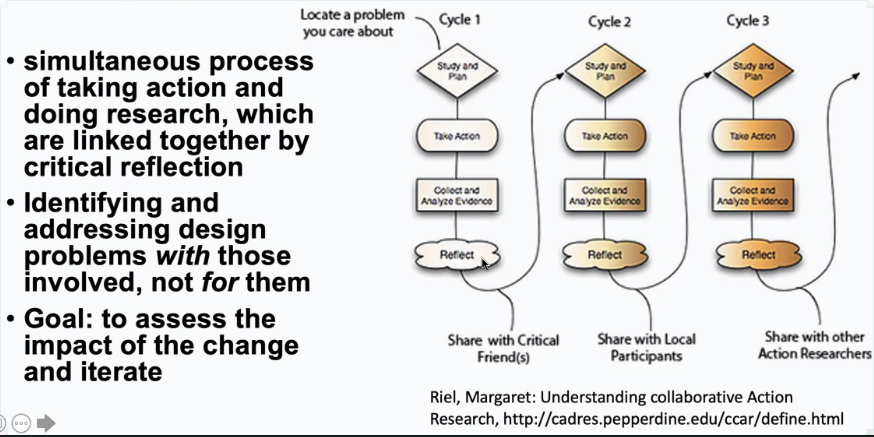 • simultaneous process
of taking action and
doing research, which
are linked together by
critical reflection
• Identifying and
addressing design
problems with those
involved, not for them
• Goal: to assess the
impact of the change
and iterate
Locate a problem
you care about
Cycle 1
Study and
Plan
Take Action
Collect and
Analyze Evidence
Reflect
Share with Critical
Friend(s)
Cycle 2
Study and
Plan
Take Action
Collect and
Analyze Evidence
Reflect
Share with Local
Participants
Cycle 3
Study and
Plan
Take Action
Collect and
Analyze Evidence
Reflect
Share with other
Action Researchers
Riel, Margaret: Understanding collaborative Action
Research, http://cadres.pepperdine.edu/ccar/define.html